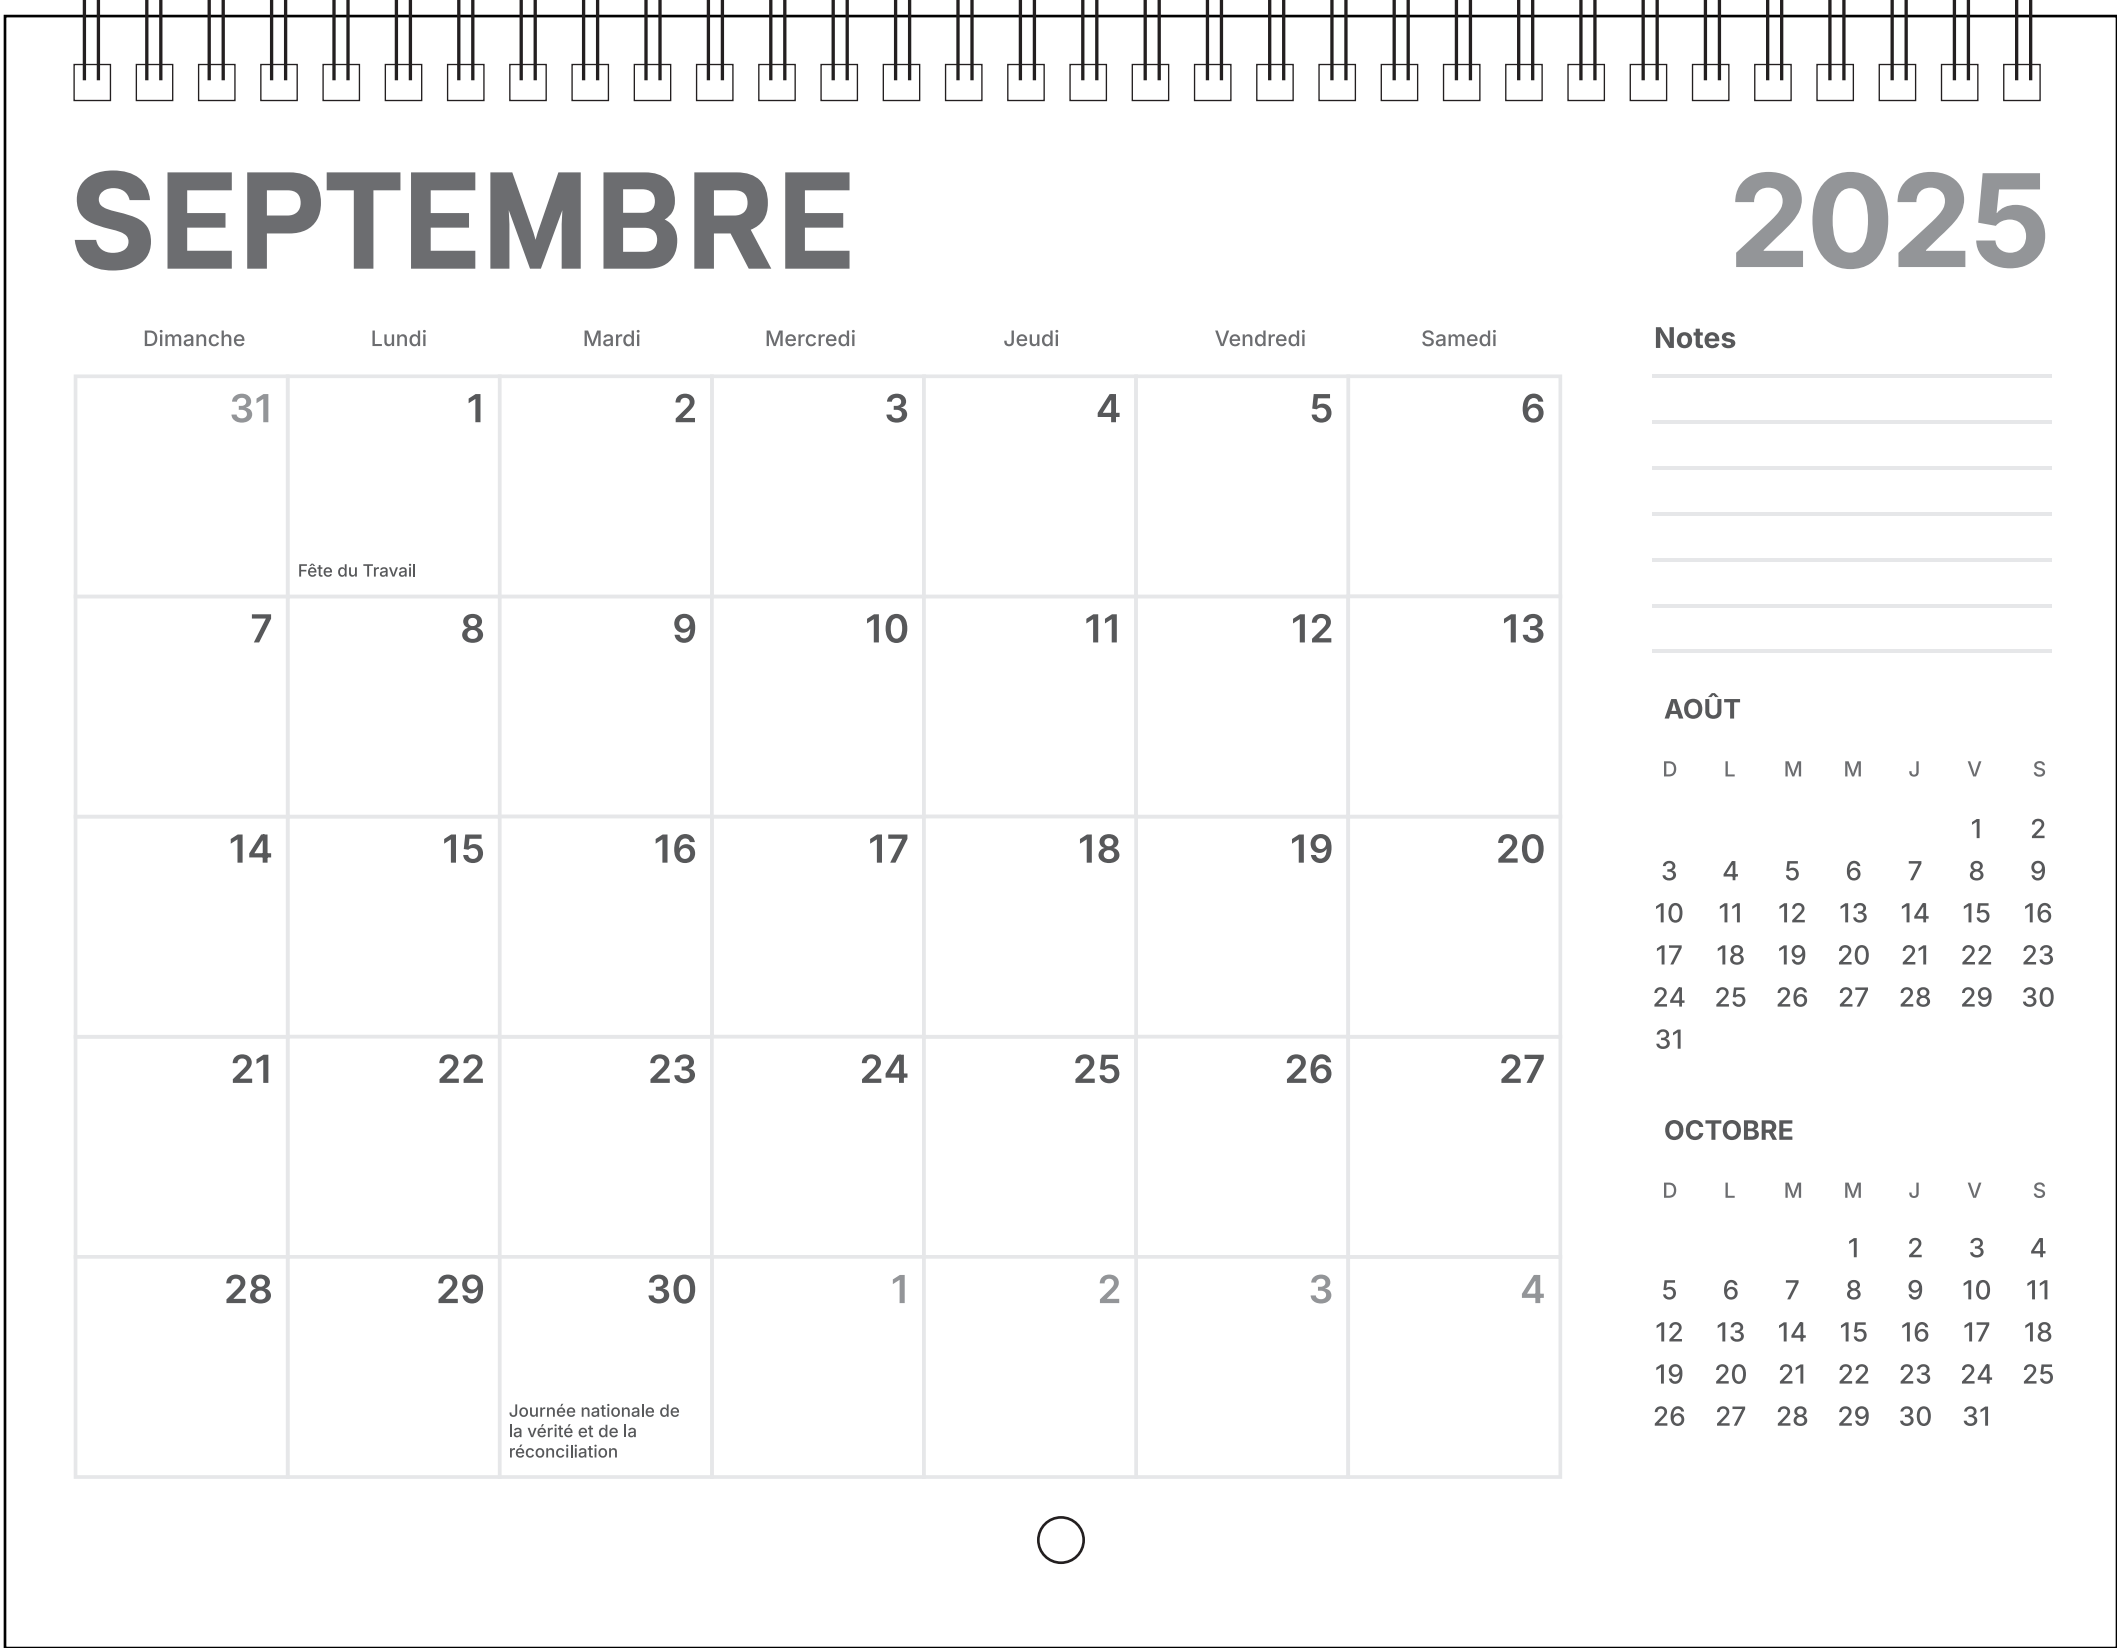 SEPTEMBRE 2025
Dimanche Lundi Mardi Mercredi Jeudi Vendredi Samedi
31 1 2 3 4 5 6
Fête du Travail
7 8 9 10 11 12 13
14 15 16 17 18 19 20
21 22 23 24 25 26 27
28 29 30 1 2 3 4
Journée nationale de
la vérité et de la
réconciliation
Notes
AOÛT
D L M M J V S
1 2
3 4 5 6 7 8 9
10 11 12 13 14 15 16
17 18 19 20 21 22 23
24 25 26 27 28 29 30
31
OCTOBRE
D L M M J V S
1 2 3 4
5 6 7 8 9 10 11
12 13 14 15 16 17 18
19 20 21 22 23 24 25
26 27 28 29 30 31